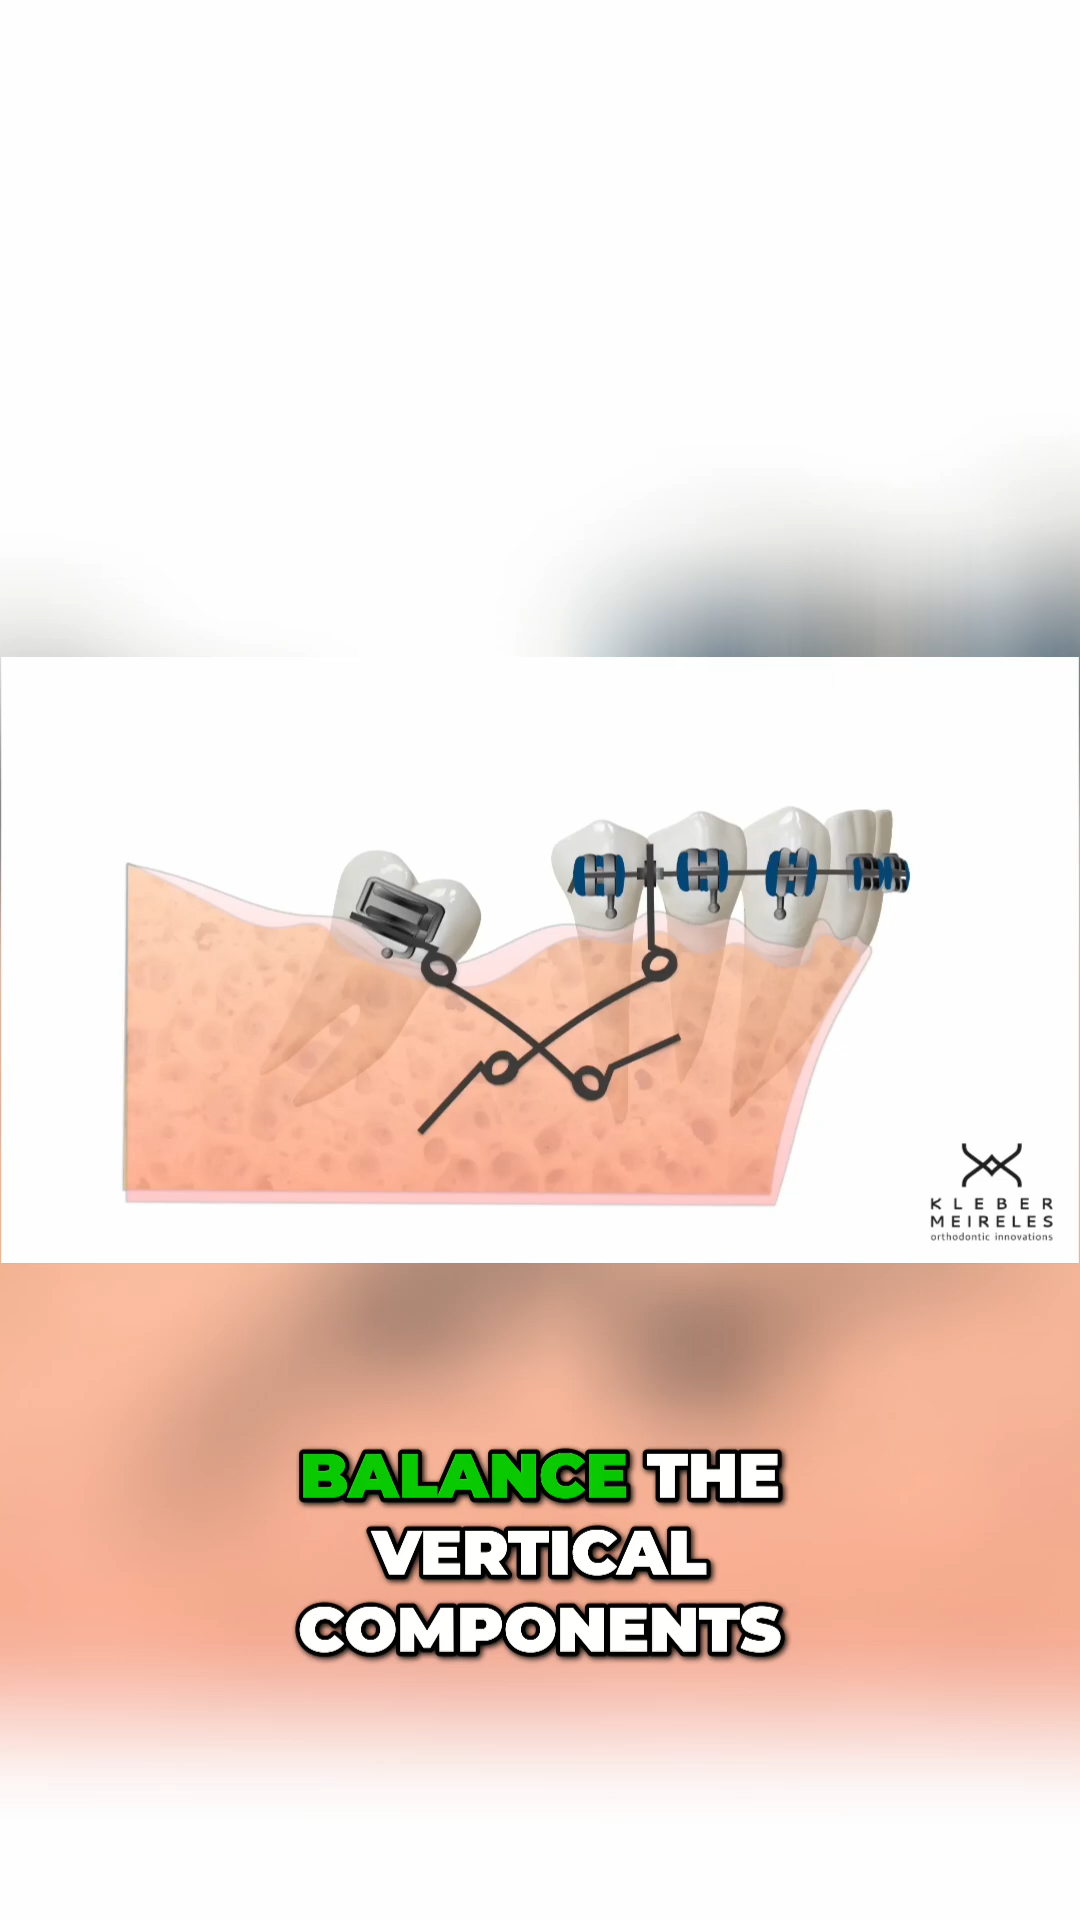 KLEBER
MEIRELES
orthodontic innovations
BALANCE THE
VERTICAL
COMPONENTS